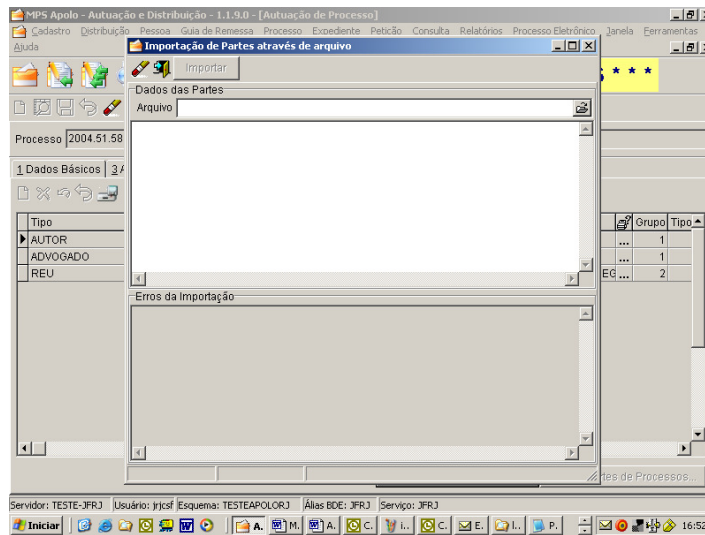 MPS Apolo - Autuação e Distribuição - 1.1.9.0 - [Autuação de Processo]
Cadastro Distribuição Pessoa Guia de Remessa Processo Expediente Petição Consulta Relatórios Processo Eletrônico Janela Ferramentas
Ajuda
Importação de Partes através de arquivo
Importar
* * *
Dados das Partes
Arquivo
Processo 2004.51.58
1 Dados Básicos 3
Tipo Grupo Tipo
AUTOR ... 1
ADVOGADO ... 1
REU EG ... 2
Erros da Importação
tes de Processos...
Servidor: TESTE-JFRJ Usuário: jrjcsf Esquema: TESTEAPOLORJ Álias BDE: JFRJ Serviço: JFRJ
Iniciar A. M. A. C. i.. C. E. I.. P. 16:52